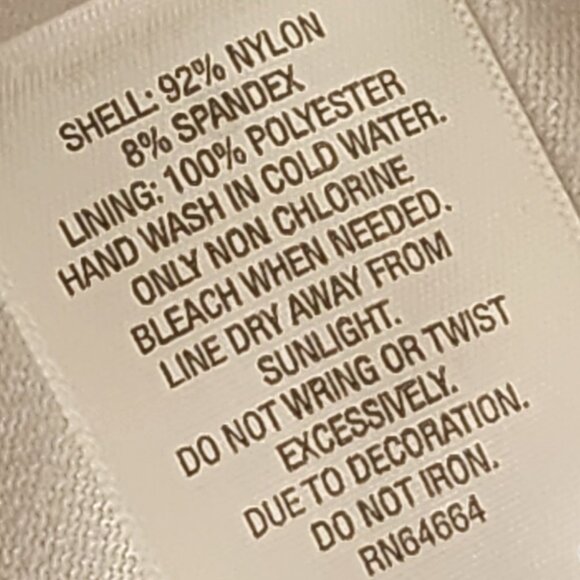 SHELL: 92% NYLON
8% SPANDEX
LINING: 100% POLYESTER
HAND WASH IN COLD WATER.
ONLY NON CHLORINE
BLEACH WHEN NEEDED.
LINE DRY AWAY FROM
SUNLIGHT.
DO NOT WRING OR TWIST
EXCESSIVELY.
DUE TO DECORATION.
DO NOT IRON.
RN64664